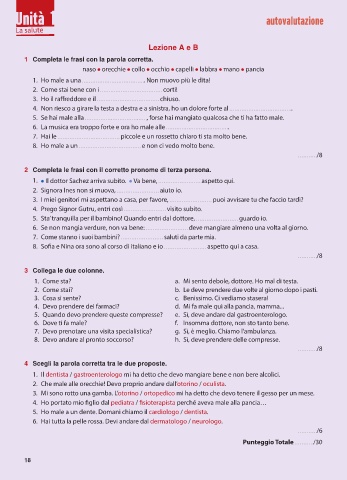 Unità 1
La salute
autovalutazione
Lezione A e B
1 Completa le frasi con la parola corretta.
naso • orecchie • collo • occhio • capelli • labbra • mano • pancia
1. Ho male a una ........................ . Non muovo più le dita!
2. Come stai bene con i ........................ corti!
3. Ho il raffreddore e il ........................ chiuso.
4. Non riesco a girare la testa a destra e a sinistra, ho un dolore forte al ........................ .
5. Se hai male alla ........................ , forse hai mangiato qualcosa che ti ha fatto male.
6. La musica era troppo forte e ora ho male alle ........................ .
7. Hai le ........................ piccole e un rossetto chiaro ti sta molto bene.
8. Ho male a un ........................ e non ci vedo molto bene.
......... /8
2 Completa le frasi con il corretto pronome di terza persona.
1. • Il dottor Sachez arriva subito. • Va bene, ................ aspetto qui.
2. Signora Ines non si muova, ................ aiuto io.
3. I miei genitori mi aspettano a casa, per favore, ................ puoi avvisare tu che faccio tardi?
4. Prego Signor Gutru, entri così ................ visito subito.
5. Sta' tranquilla per il bambino! Quando entri dal dottore, ................ guardo io.
6. Se non mangia verdure, non va bene: ................ deve mangiare almeno una volta al giorno.
7. Come stanno i suoi bambini? ................ saluti da parte mia.
8. Sofia e Nina ora sono al corso di italiano e io ................ aspetto qui a casa.
......... /8
3 Collega le due colonne.
1. Come sta? a. Mi sento debole, dottore. Ho mal di testa.
2. Come stai? b. Le deve prendere due volte al giorno dopo i pasti.
3. Cosa si sente? c. Benissimo. Ci vediamo stasera!
4. Devo prendere dei farmaci? d. Mi fa male qui alla pancia, mamma...
5. Quando devo prendere queste compresse? e. Sì, deve andare dal gastroenterologo.
6. Dove ti fa male? f. Insomma dottore, non sto tanto bene.
7. Devo prenotare una visita specialistica? g. Sì, è meglio. Chiamo l'ambulanza.
8. Devo andare al pronto soccorso? h. Sì, deve prendere delle compresse.
......... /8
4 Scegli la parola corretta tra le due proposte.
1. Il dentista / gastroenterologo mi ha detto che devo mangiare bene e non bere alcolici.
2. Che male alle orecchie! Devo proprio andare dall'otorino / oculista.
3. Mi sono rotto una gamba. L'otorino / ortopedico mi ha detto che devo tenere il gesso per un mese.
4. Ho portato mio figlio dal pediatra / fisioterapista perché aveva male alla pancia...
5. Ho male a un dente. Domani chiamo il cardiologo / dentista.
6. Hai tutta la pelle rossa. Devi andare dal dermatologo / neurologo.
......... /6
Punteggio Totale ......... /30
18